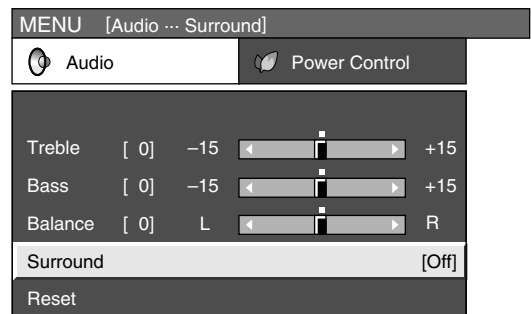 MENU [Audio ··· Surround]
Audio Power Control
Treble [ 0] –15 +15
Bass [ 0] –15 +15
Balance [ 0] L R
Surround [Off]
Reset